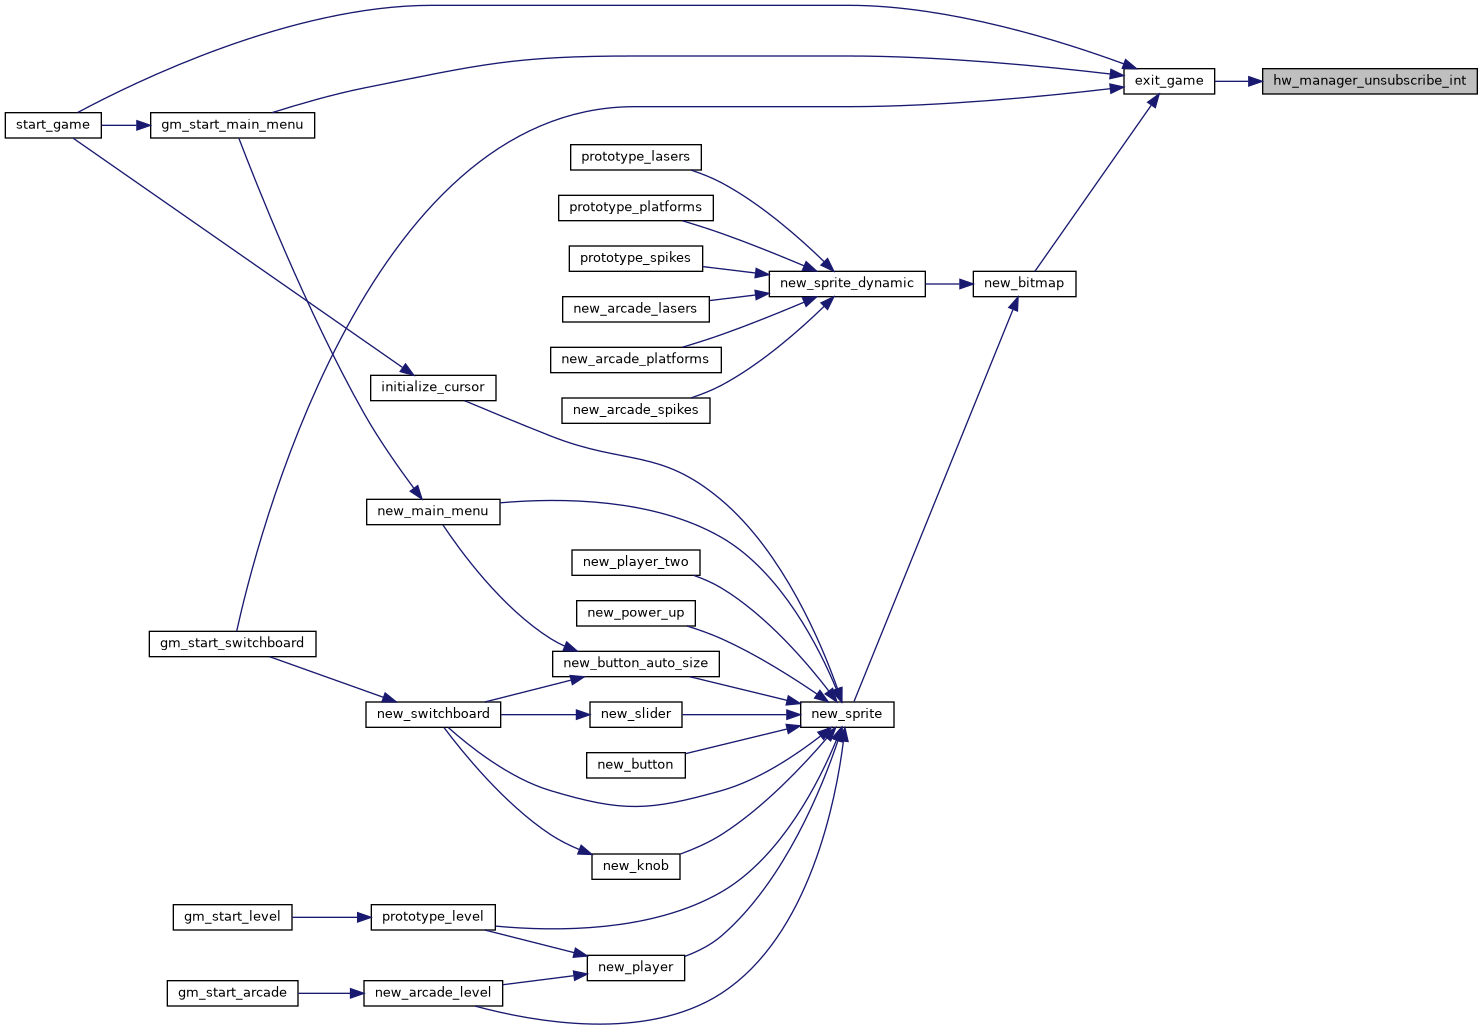 exit_game
hw_manager_unsubscribe_int
start_game
gm_start_main_menu
prototype_lasers
prototype_platforms
prototype_spikes
new_sprite_dynamic
new_bitmap
new_arcade_lasers
new_arcade_platforms
initialize_cursor
new_arcade_spikes
new_main_menu
new_player_two
new_power_up
gm_start_switchboard
new_button_auto_size
new_switchboard
new_slider
new_sprite
new_button
new_knob
gm_start_level
prototype_level
new_player
gm_start_arcade
new_arcade_level